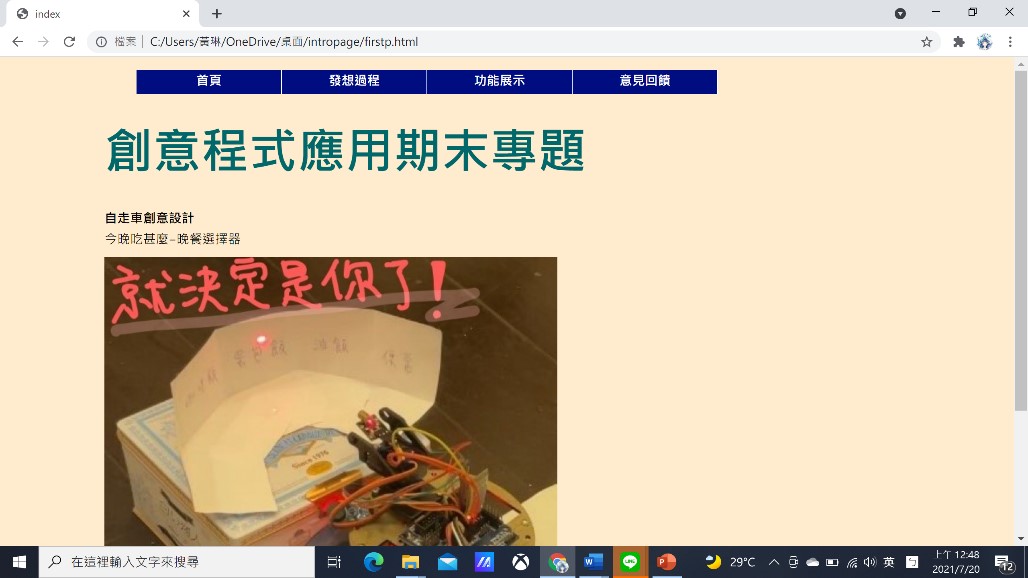 index
檔案
C:/Users/黃琳/OneDrive/桌面/intropage/firstp.html
首頁
發想過程
功能展示
意見回饋
創意程式應用期末專題
自走車創意設計
今晚吃甚麼-晚餐選擇器
就決定是你了!
Since 1976
在這裡輸入文字來搜尋
29°C
英
上午 12:48
2021/7/20
12